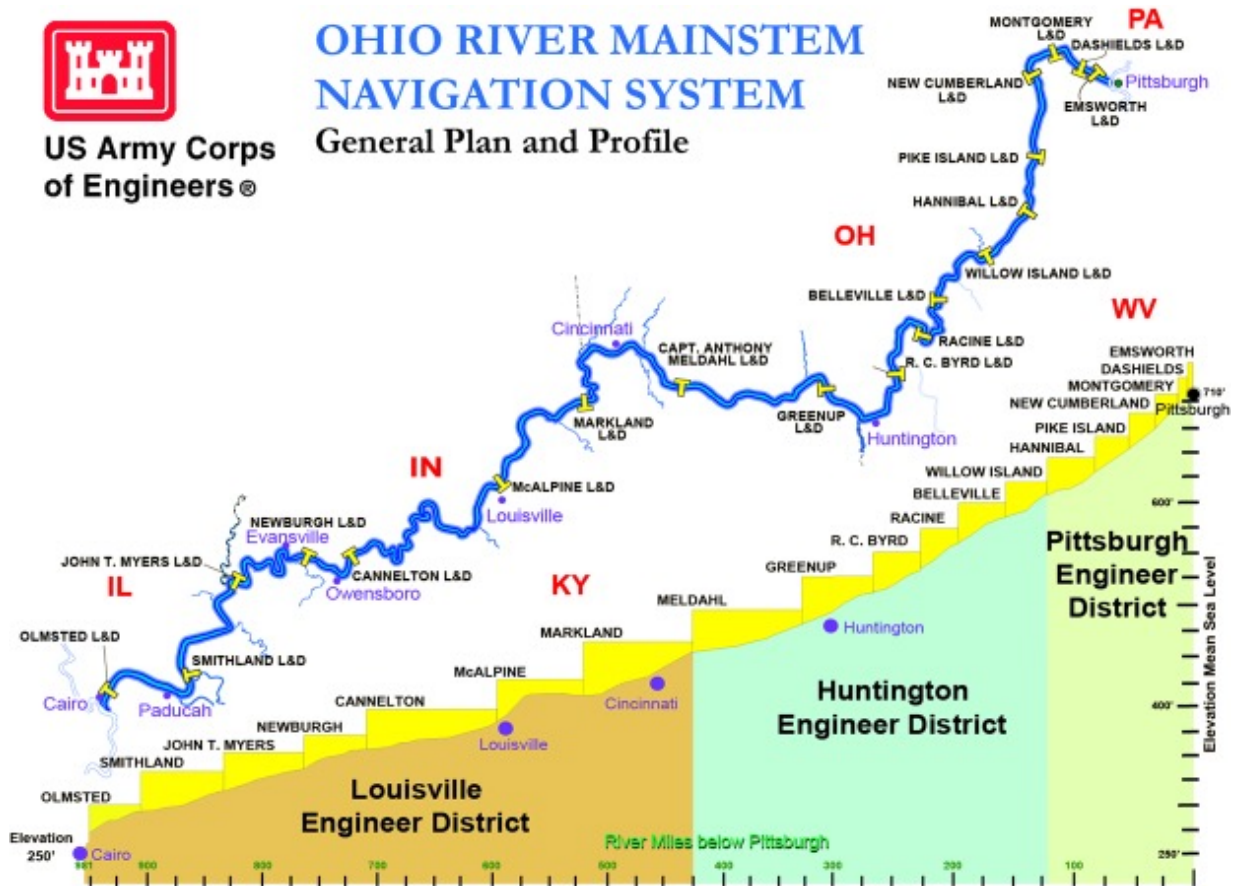 OHIO RIVER MAINSTEM
NAVIGATION SYSTEM
General Plan and Profile
US Army Corps
of Engineers ®
MONTGOMERY
L&D
PA
DASHIELDS L&D
Pittsburgh
NEW CUMBERLAND
L&D
EMSWORTH
L&D
PIKE ISLAND L&D
HANNIBAL L&D
OH
WILLOW ISLAND L&D
BELLEVILLE L&D
WV
Cincinnati
CAPT. ANTHONY
MELDAHL L&D
RACINE L&D
R. C. BYRD L&D
MARKLAND
L&D
GREENUP
L&D
Huntington
IN
McALPINE L&D
Louisville
NEWBURGH L&D
Evansville
JOHN T. MYERS L&D
CANNELTON L&D
Owensboro
IL
KY
OLMSTED L&D
SMITHLAND L&D
Cairo
Paducah
EMSWORTH
DASHIELDS
MONTGOMERY
710'
NEW CUMBERLAND
Pittsburgh
PIKE ISLAND
HANNIBAL
WILLOW ISLAND
BELLEVILLE
600'
RACINE
R. C. BYRD
GREENUP
MELDAHL
MARKLAND
McALPINE
CANNELTON
NEWBURGH
JOHN T. MYERS
SMITHLAND
OLMSTED
Pittsburgh
Engineer
District
Huntington
Huntington
Engineer District
Cincinnati
Louisville
Louisville
Engineer District
400'
Elevation Mean Sea Level
River Miles below Pittsburgh
Elevation
250'
Cairo
250'
981
900
800
700
600
500
400
300
200
100